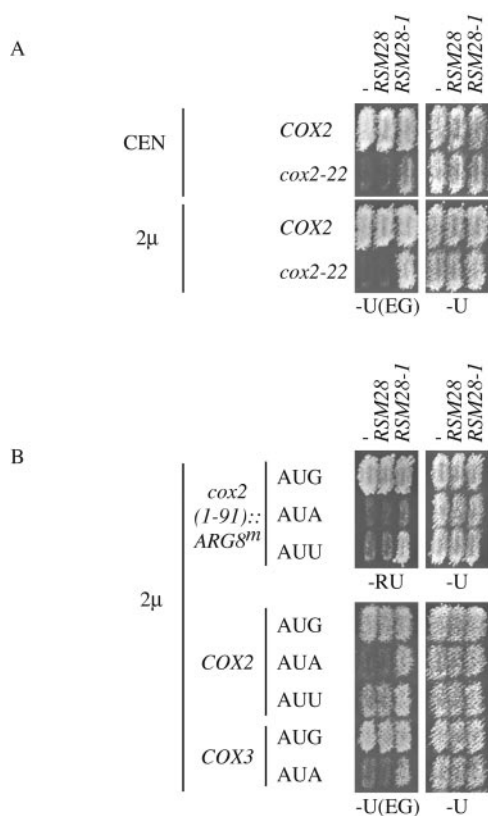 A
- RSM28 RSM28-1 - RSM28 RSM28-1
CEN
COX2
cox2-22
2μ
COX2
cox2-22
-U(EG) -U
B
- RSM28 RSM28-1 - RSM28 RSM28-1
2μ
cox2
(1-91)::
ARG8m
AUG
AUA
AUU
-RU -U
COX2
AUG
AUA
AUU
COX3
AUG
AUA
-U(EG) -U